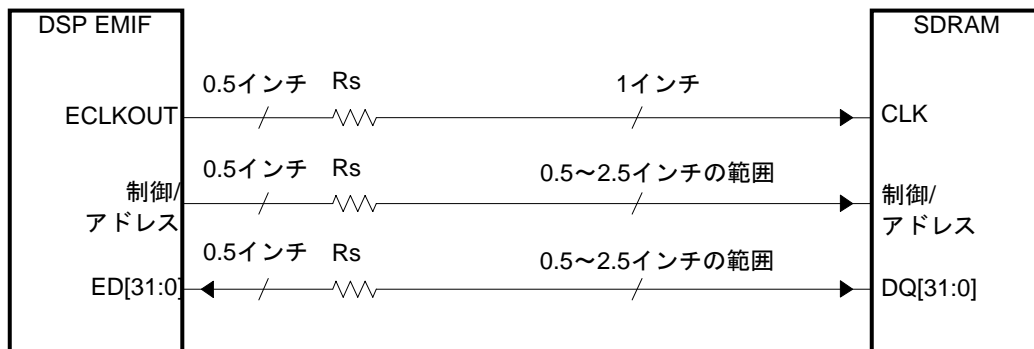 DSP EMIF
SDRAM
0.5インチ Rs 1インチ
ECLKOUT
CLK
0.5インチ Rs 0.5～2.5インチの範囲
制御/
アドレス
制御/
アドレス
0.5インチ Rs 0.5～2.5インチの範囲
ED[31:0]
DQ[31:0]